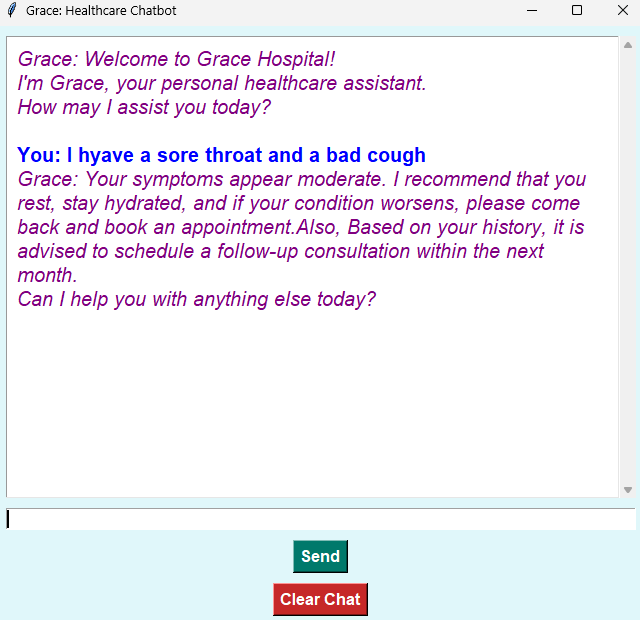 Grace: Healthcare Chatbot
Grace: Welcome to Grace Hospital!
I'm Grace, your personal healthcare assistant.
How may I assist you today?
You: I hyave a sore throat and a bad cough
Grace: Your symptoms appear moderate. I recommend that you
rest, stay hydrated, and if your condition worsens, please come
back and book an appointment.Also, Based on your history, it is
advised to schedule a follow-up consultation within the next
month.
Can I help you with anything else today?
Send
Clear Chat